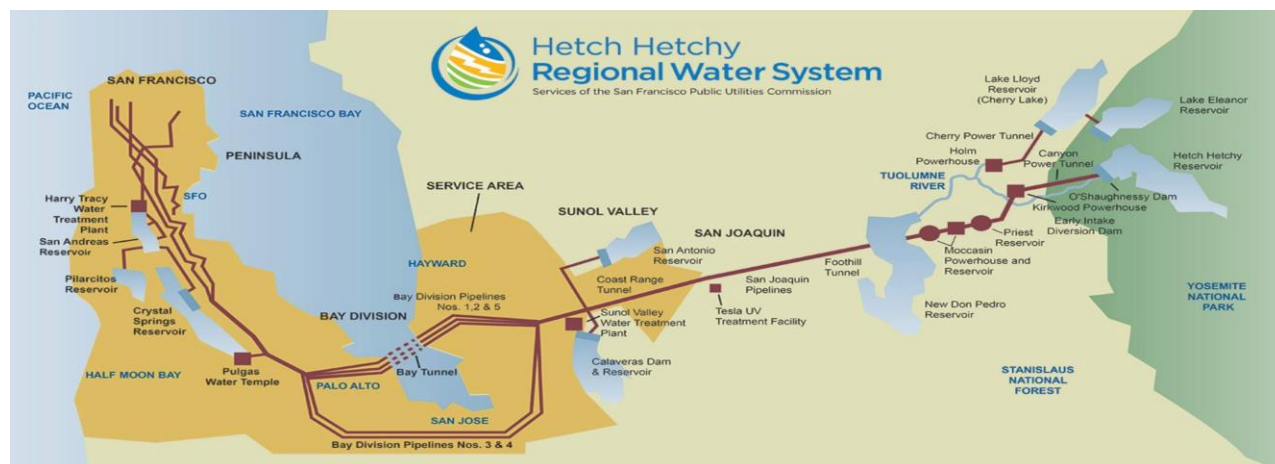 Hetch Hetchy
Regional Water System
Services of the San Francisco Public Utilities Commission
SAN FRANCISCO
PACIFIC
OCEAN
SAN FRANCISCO BAY
PENINSULA
SFO
Harry Tracy
Water
Treatment
Plant
San Andreas
Reservoir
Pilarcitos
Reservoir
Crystal
Springs
Reservoir
HALF MOON BAY
Pulgas
Water Temple
SERVICE AREA
HAYWARD
Bay Division Pipelines
Nos. 1,2 & 5
BAY DIVISION
Bay Tunnel
PALO ALTO
SAN JOSE
Bay Division Pipelines Nos. 3 & 4
SUNOL VALLEY
San Antonio
Reservoir
Coast Range
Tunnel
Sunol Valley
Water Treatment
Plant
Calaveras Dam
& Reservoir
SAN JOAQUIN
San Joaquin
Pipelines
Tesla UV
Treatment Facility
Foothill
Tunnel
New Don Pedro
Reservoir
Moccasin
Powerhouse and
Reservoir
Priest
Reservoir
TUOLUMNE
RIVER
Lake Lloyd
Reservoir
(Cherry Lake)
Lake Eleanor
Reservoir
Cherry Power Tunnel
Holm
Powerhouse
Canyon
Power Tunnel
Hetch Hetchy
Reservoir
O'Shaughnessy Dam
Kirkwood Powerhouse
Early Intake
Diversion Dam
YOSEMITE
NATIONAL
PARK
STANISLAUS
NATIONAL
FOREST